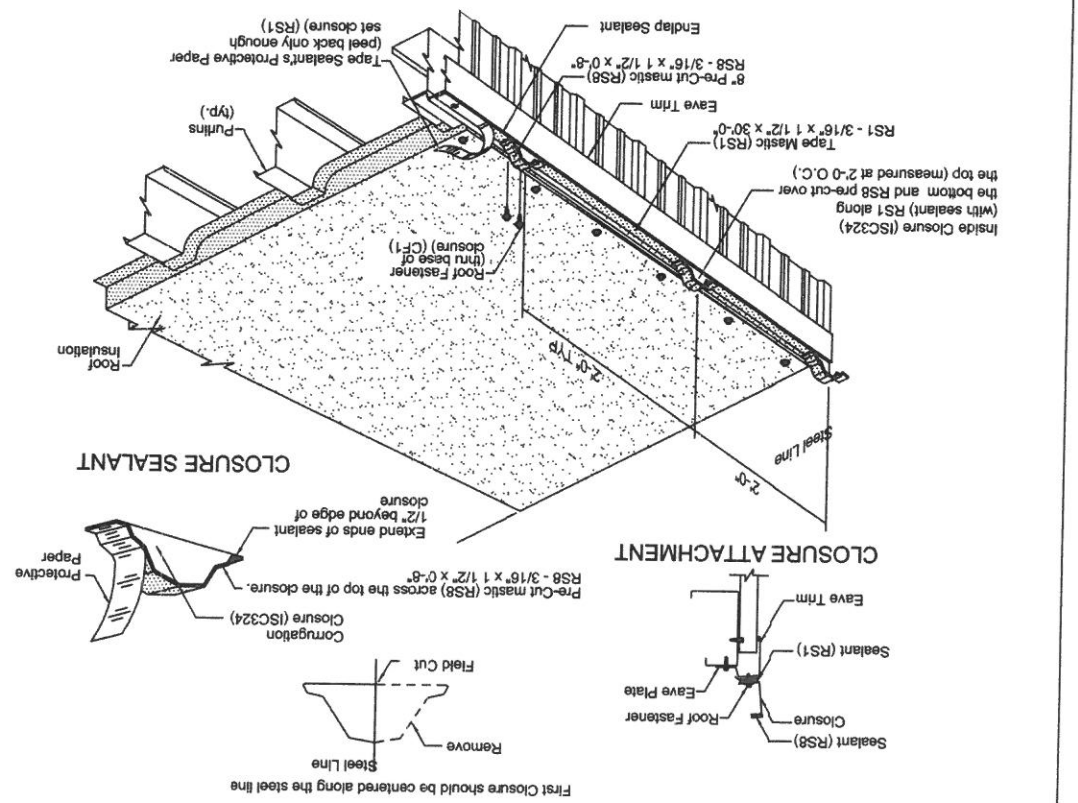 First Closure should be centered along the steel line
Steel Line
Remove
Field Cut
Sealant (RS8)
Closure
Roof Fastener
Eave Plate
Sealant (RS1)
Eave Trim
CLOSURE ATTACHMENT
Corrugation
Closure (ISC324)
Protective
Paper
Pre-Cut mastic (RS8) across the top of the closure.
RS8 - 3/16" x 1 1/2" x 0'-8"
Extend ends of sealant
1/2" beyond edge of
closure
CLOSURE SEALANT
2'-0"
Steel Line
2'-0" TYP
Roof
Insulation
Roof Fastener
(thru base of
closure) (CF1)
Inside Closure (ISC324)
(with sealant) RS1 along
the bottom and RS8 pre-cut over
the top (measured at 2'-0 O.C.)
Purlins
(typ.)
Tape Mastic (RS1)
RS1 - 3/16" x 1 1/2" x 30'-0"
Eave Trim
8" Pre-Cut mastic (RS8)
RS8 - 3/16" x 1 1/2" x 0'-8"
Tape Sealant's Protective Paper
(peel back only enough
set closure) (RS1)
Endlap Sealant